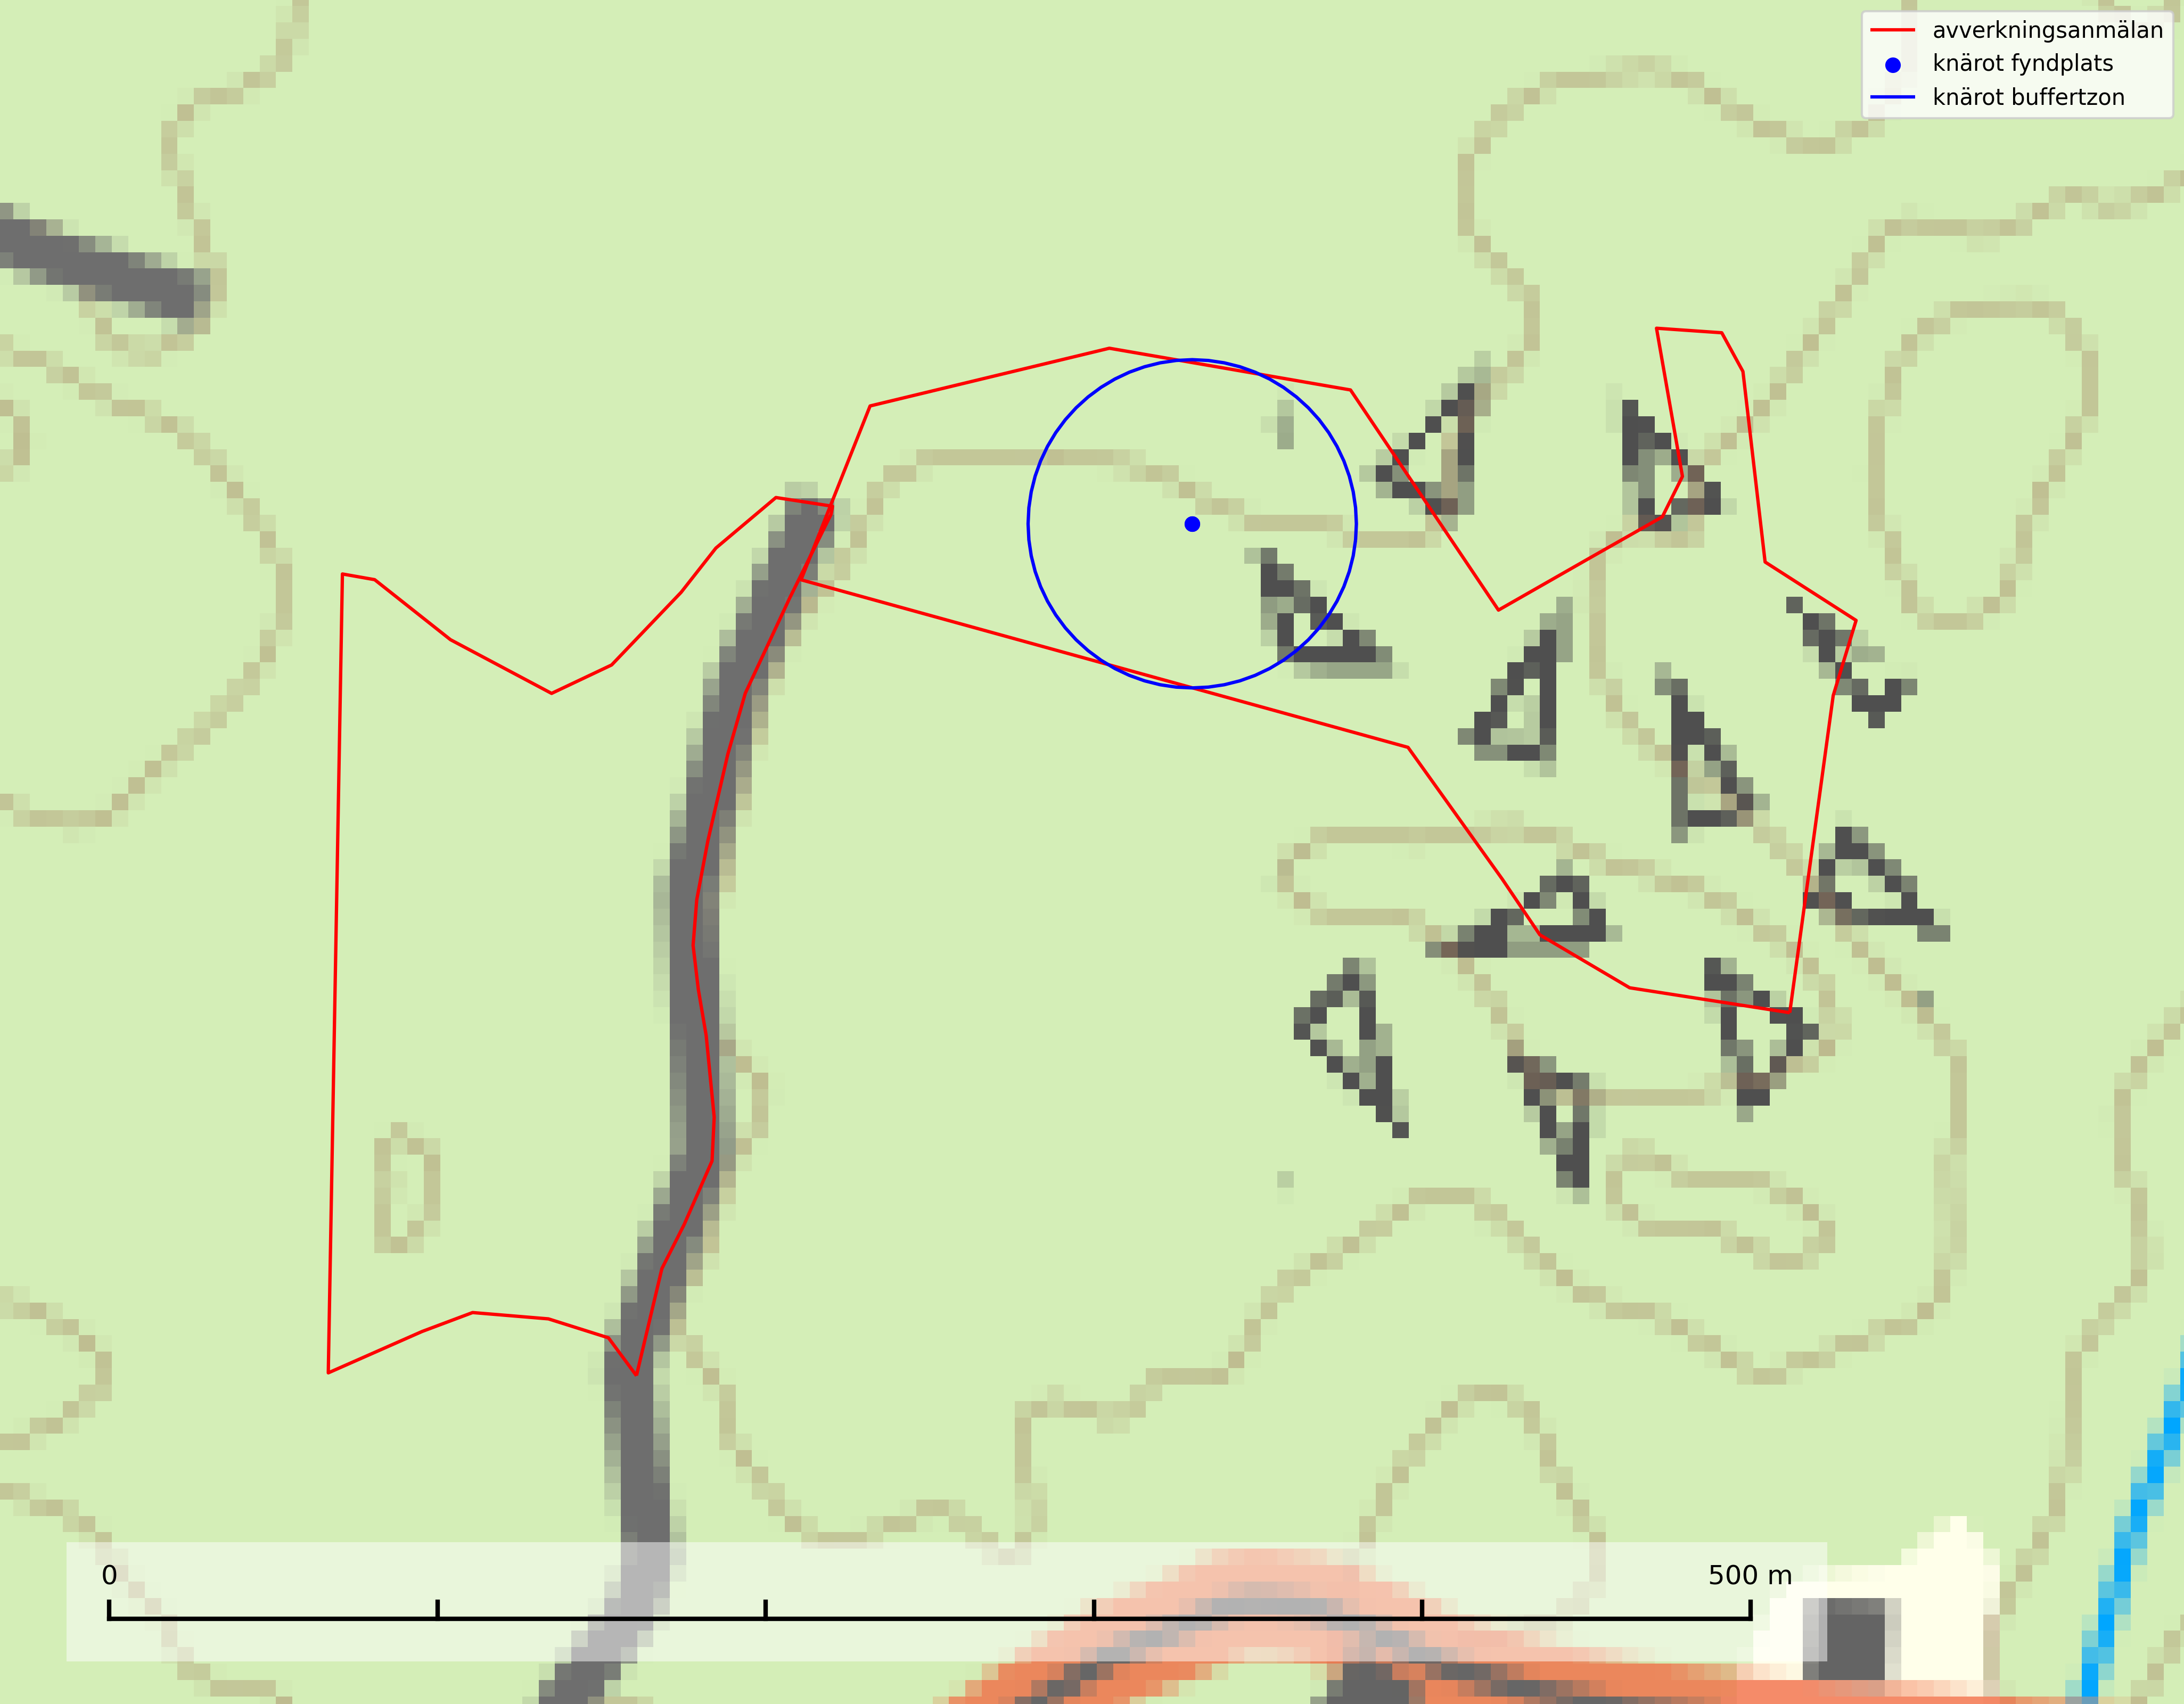 avverkningsanmälan
knärot fyndplats
knärot buffertzon
0
500 m